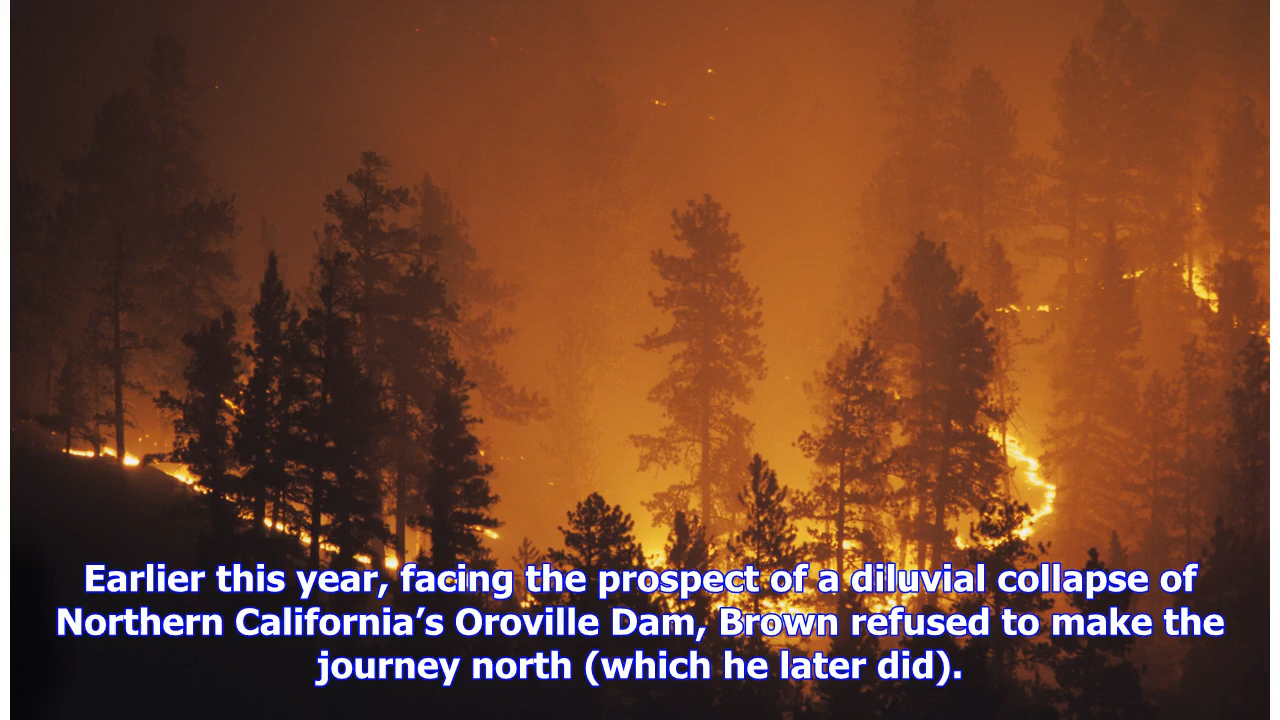 Earlier this year, facing the prospect of a diluvial collapse of
Northern California’s Oroville Dam, Brown refused to make the
journey north (which he later did).